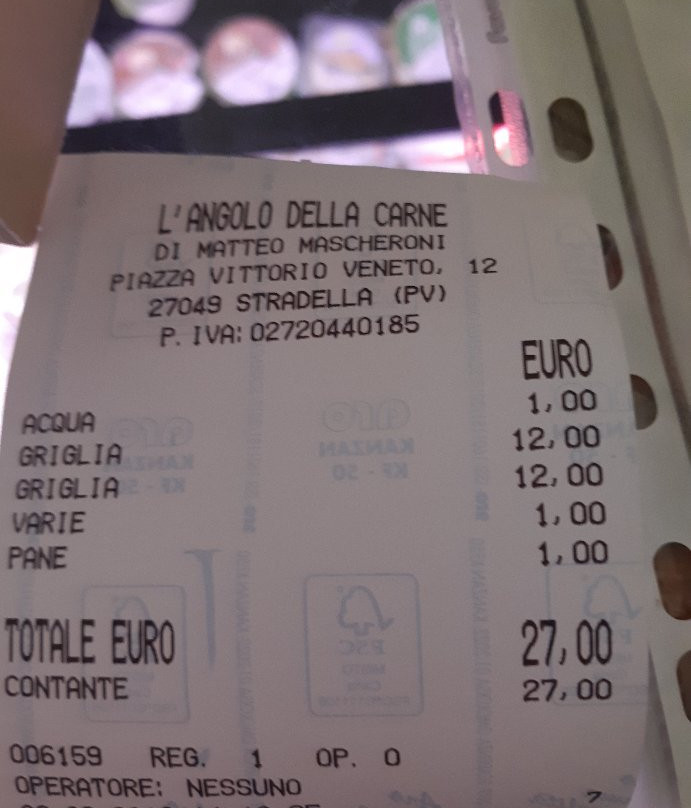 L'ANGOLO DELLA CARNE
DI MATTEO MASCHERONI
PIAZZA VITTORIO VENETO, 12
27049 STRADELLA (PV)
P. IVA: 02720440185
EURO
ACQUA 1,00
GRIGLIA 12,00
GRIGLIA 12,00
VARIE 1,00
PANE 1,00
TOTALE EURO 27,00
CONTANTE 27,00
006159 REG. 1 OP. 0
OPERATORE: NESSUNO